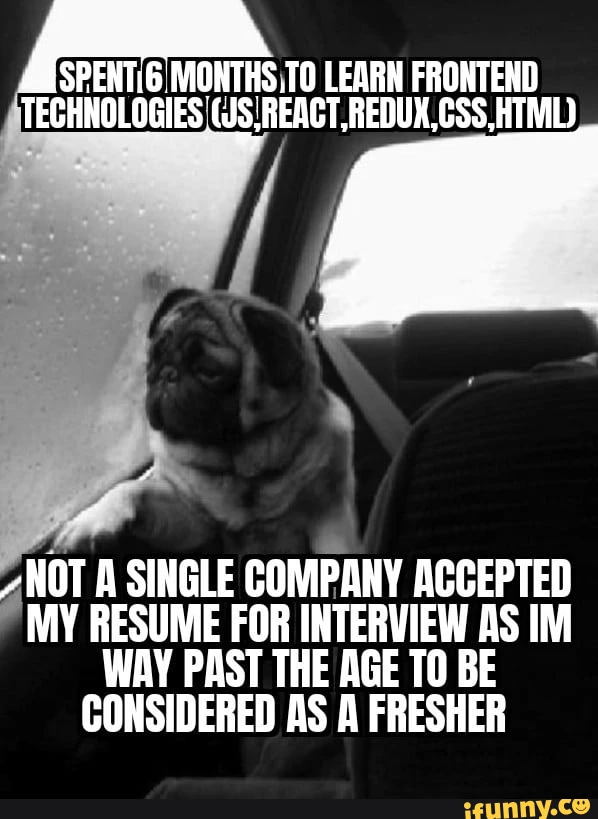 SPENT 6 MONTHS TO LEARN FRONTEND
TECHNOLOGIES (JS,REACT,REDUX,CSS,HTML)
NOT A SINGLE COMPANY ACCEPTED
MY RESUME FOR INTERVIEW AS IM
WAY PAST THE AGE TO BE
CONSIDERED AS A FRESHER
ifunny.co